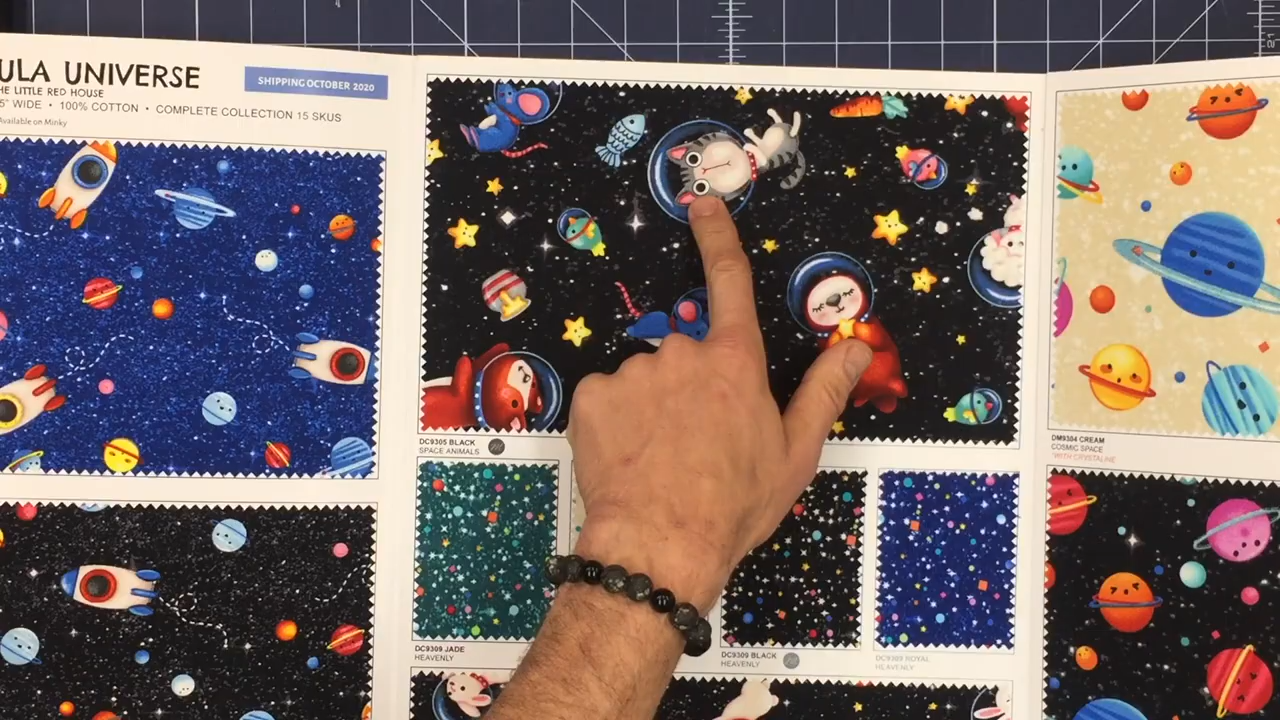 ULA UNIVERSE
HE LITTLE RED HOUSE
5" WIDE • 100% COTTON • COMPLETE COLLECTION 15 SKUS
Available on Minky
SHIPPING OCTOBER 2020
DC9305 BLACK
SPACE ANIMALS
DM9304 CREAM
COSMIC SPACE
*WITH CRYSTALINE
DC9309 JADE
HEAVENLY
DC9309 BLACK
HEAVENLY
DC9309 ROYAL
HEAVENLY
21